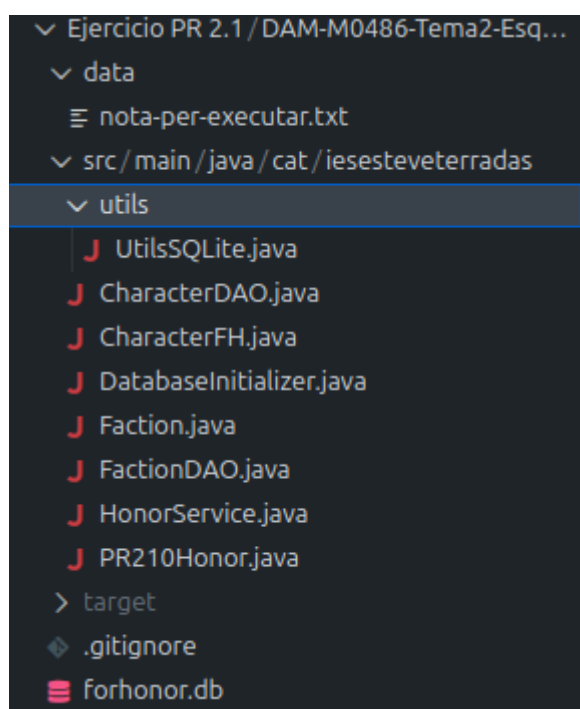 Ejercicio PR 2.1/DAM-M0486-Tema2-Esq...
data
nota-per-executar.txt
src/main/java/cat/iesesteveterradas
utils
J UtilsSQLite.java
J CharacterDAO.java
J CharacterFH.java
J DatabaseInitializer.java
J Faction.java
J FactionDAO.java
J HonorService.java
J PR210Honor.java
target
.gitignore
forhonor.db